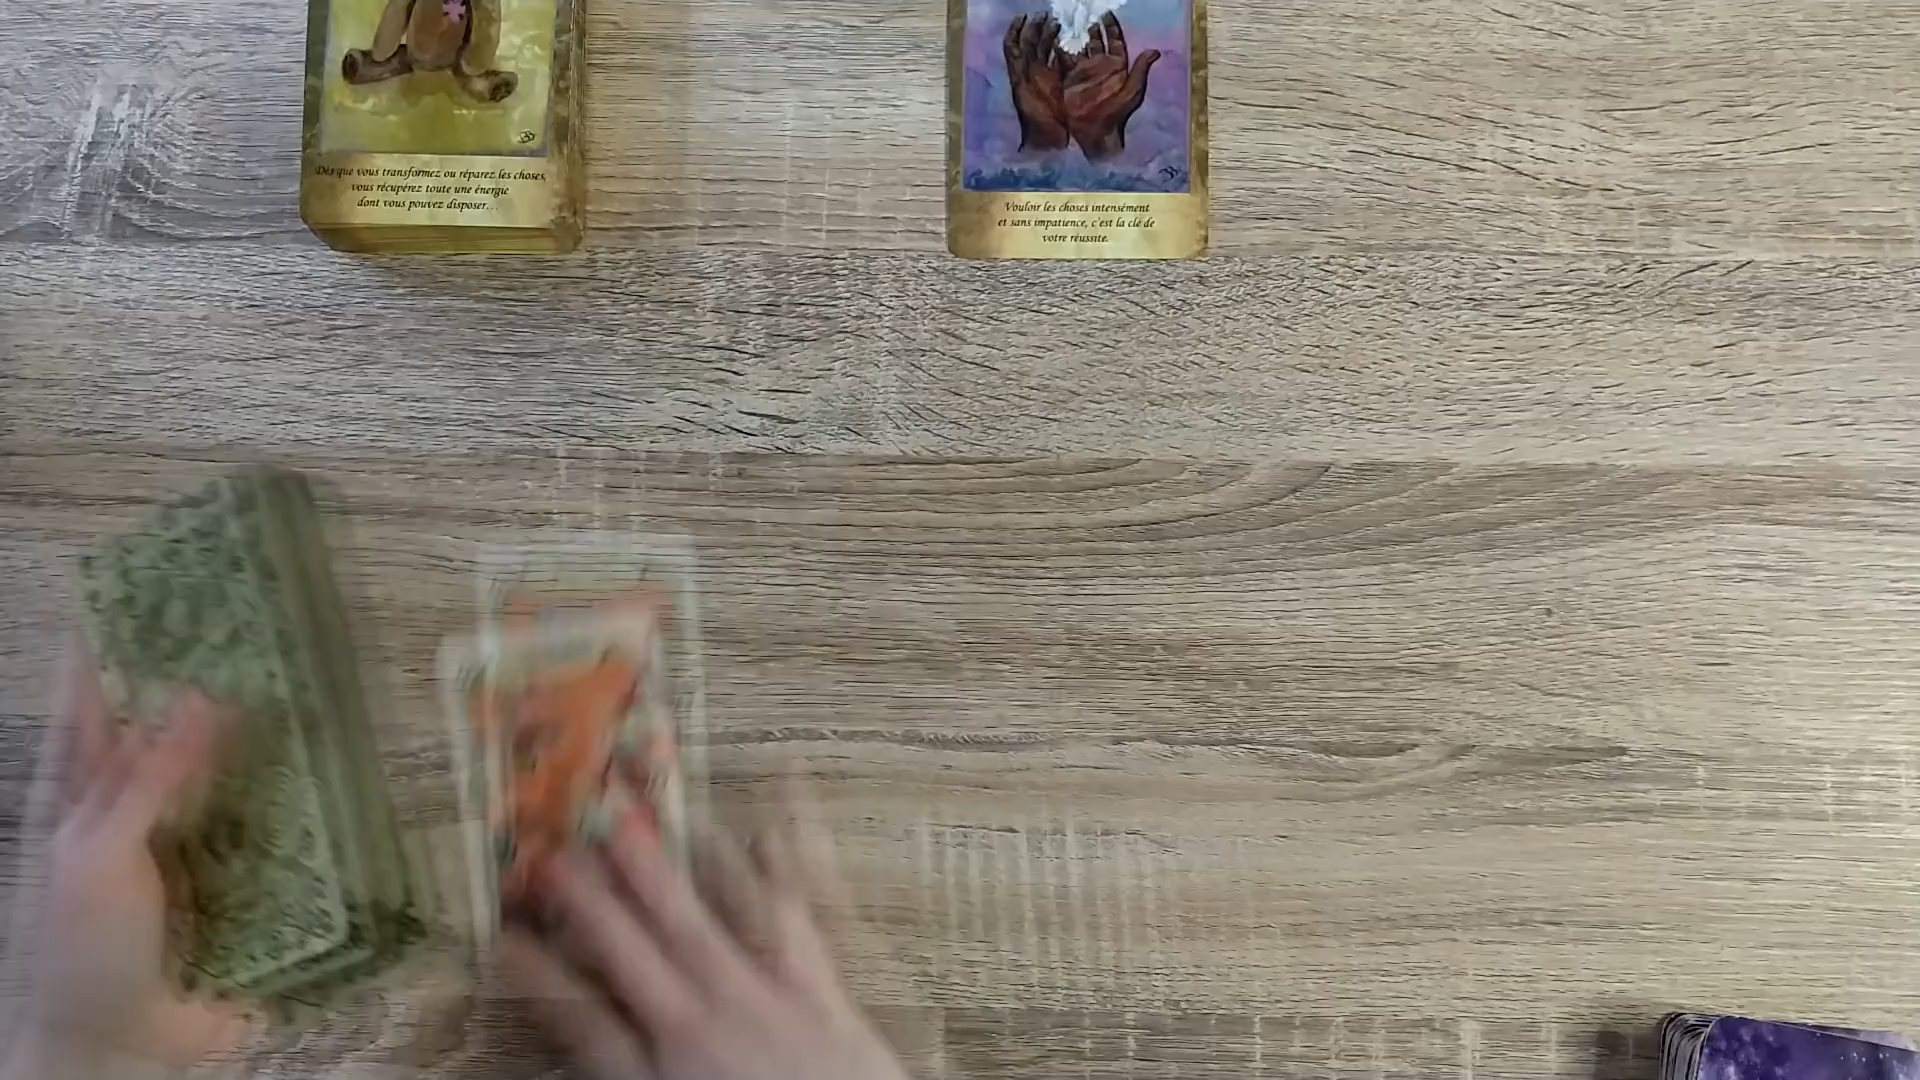 Dès que vous transformez ou réparez les choses,
vous récupérez toute une énergie
dont vous pouvez disposer...
Vouloir les choses intensément
et sans impatience, c'est la clé de
votre réussite.